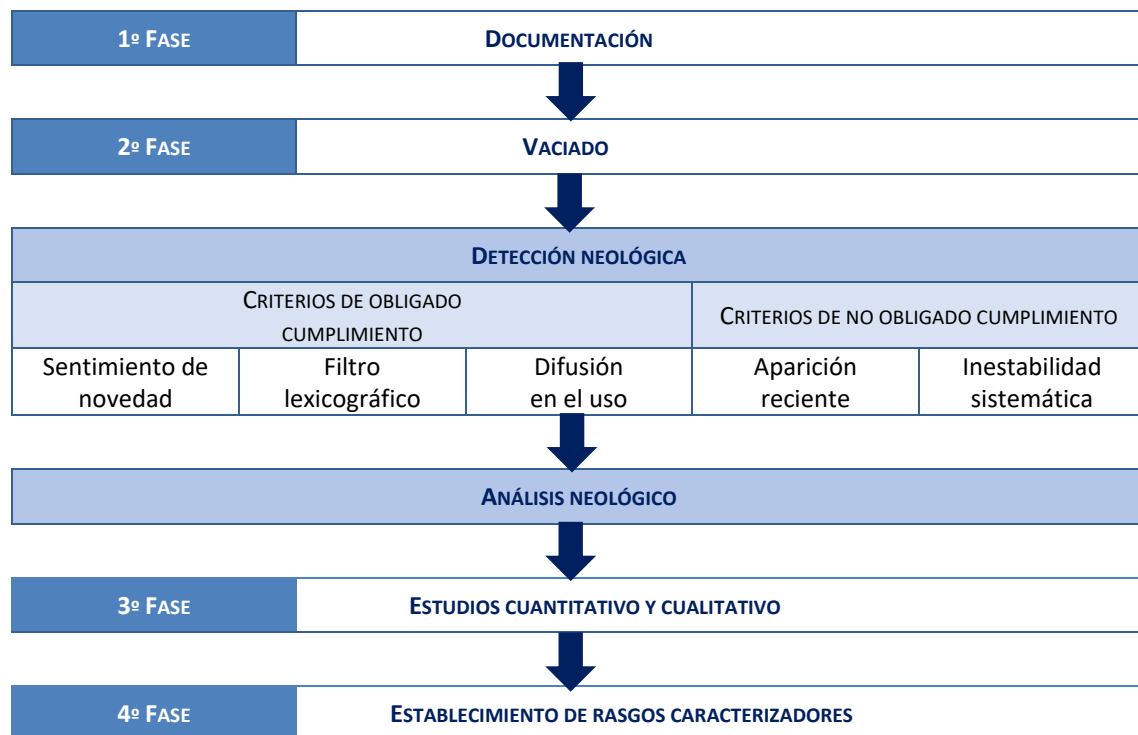 1º FASE
DOCUMENTACIÓN
2º FASE
VACIADO
DETECCIÓN NEOLÓGICA
CRITERIOS DE OBLIGADO
CUMPLIMIENTO
CRITERIOS DE NO OBLIGADO CUMPLIMIENTO
Sentimiento de
novedad
Filtro
lexicográfico
Difusión
en el uso
Aparición
reciente
Inestabilidad
sistemática
ANÁLISIS NEOLÓGICO
3º FASE
ESTUDIOS CUANTITATIVO Y CUALITATIVO
4º FASE
ESTABLECIMIENTO DE RASGOS CARACTERIZADORES